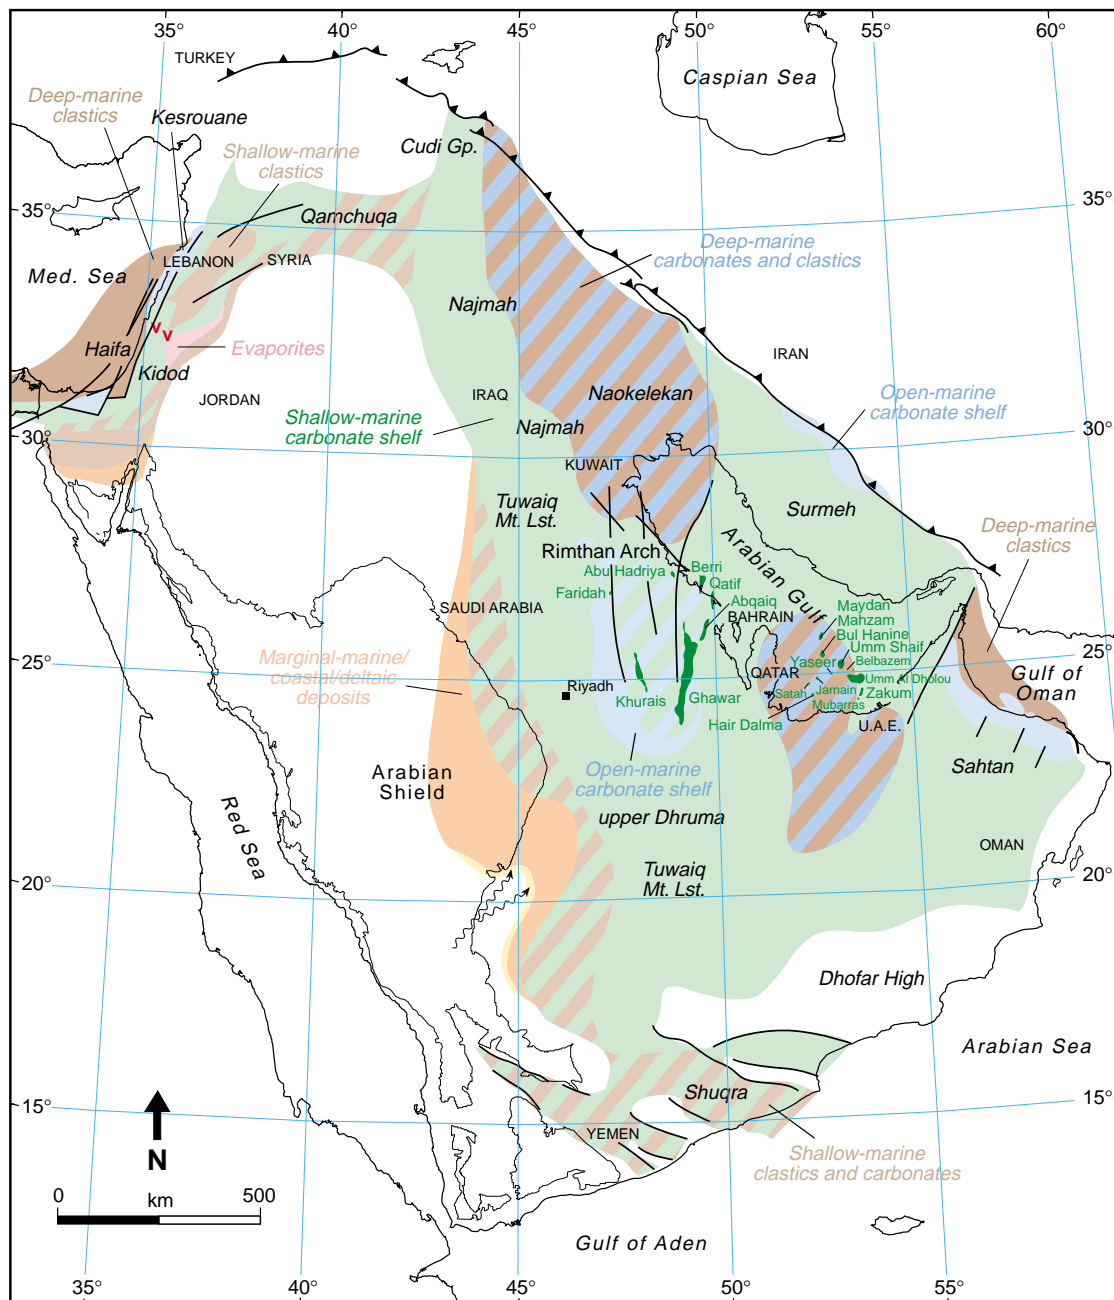 35°
40°
45°
50°
55°
60°
TURKEY
Caspian Sea
Deep-marine
clastics
Kesrouane
Cudi Gp.
Shallow-marine
clastics
35°
35°
Qamchuqa
Deep-marine
carbonates and clastics
LEBANON
SYRIA
Med. Sea
Najmah
Haifa
Evaporites
IRAN
Kidod
JORDAN
IRAQ
Naokelekan
Open-marine
carbonate shelf
Shallow-marine
carbonate shelf
Najmah
30°
30°
KUWAIT
Tuwaiq
Mt. Lst.
Surmeh
Deep-marine
clastics
Rimthan Arch
Arabian Gulf
Abu Hadriya
Berri
Qatif
Faridah
Abqaiq
SAUDI ARABIA
BAHRAIN
Maydan
Mahzam
Bul Hanine
Umm Shaif
25°
25°
Marginal-marine/
coastal/deltaic
deposits
Yaseer
Belbazem
QATAR
Umm Al Dholou
Gulf of
Oman
Riyadh
Khurais
Ghawar
Satah
Jarnain
Zakum
Mubarras
Hair Dalma
U.A.E.
Open-marine
carbonate shelf
Sahtan
Arabian
Shield
Red Sea
upper Dhruma
OMAN
Tuwaiq
Mt. Lst.
20°
20°
Dhofar High
Arabian Sea
15°
15°
Shuqra
YEMEN
Shallow-marine
clastics and carbonates
N
0
km
500
Gulf of Aden
35°
40°
45°
50°
55°